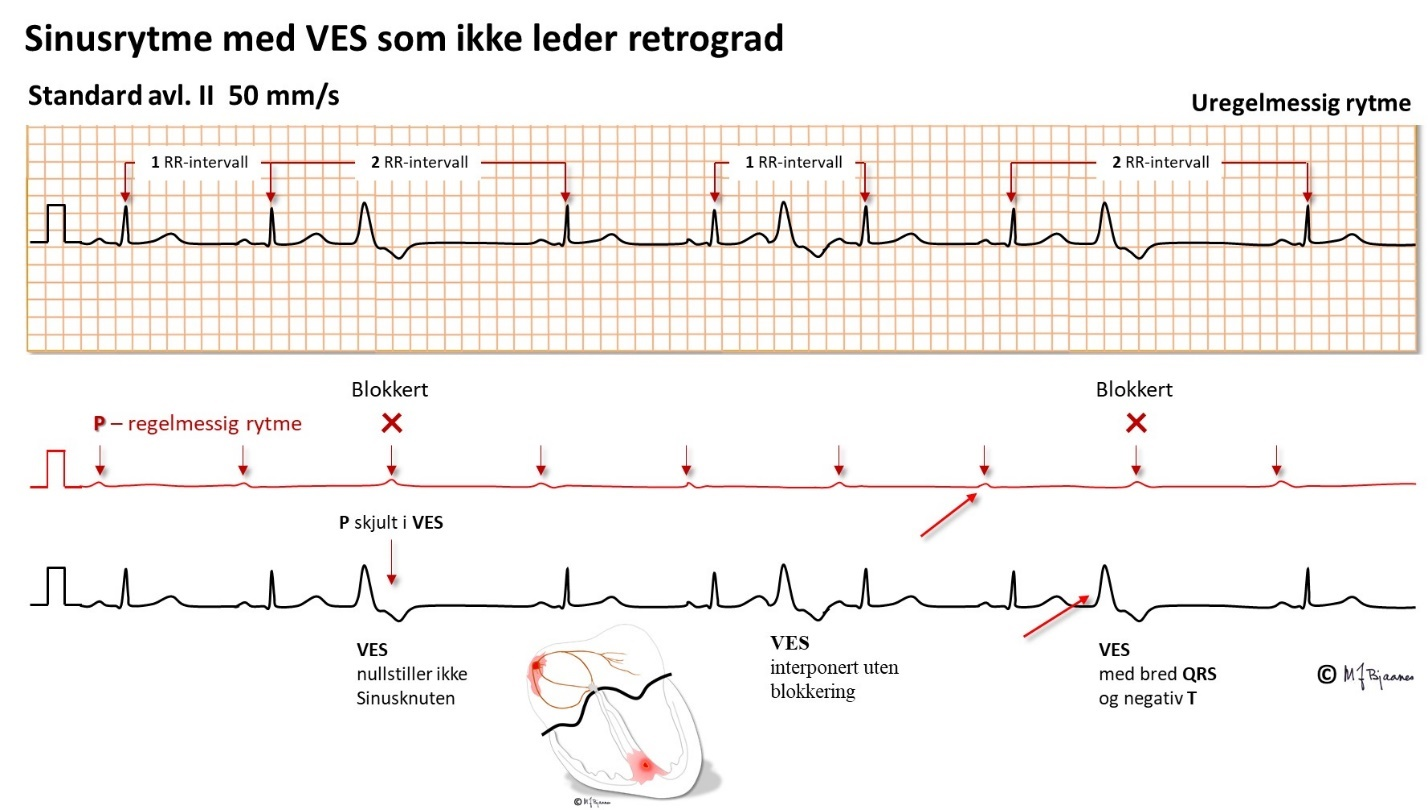 Sinusrytme med VES som ikke leder retrograd
Standard avl. II 50 mm/s
Uregelmessig rytme
1 RR-intervall
2 RR-intervall
1 RR-intervall
2 RR-intervall
Blokkert
Blokkert
P – regelmessig rytme
P skjult i VES
VES
nullstiller ikke
Sinusknuten
VES
interponert uten
blokkering
VES
med bred QRS
og negativ T
© M J Bjaanes
© M J Bjaanes